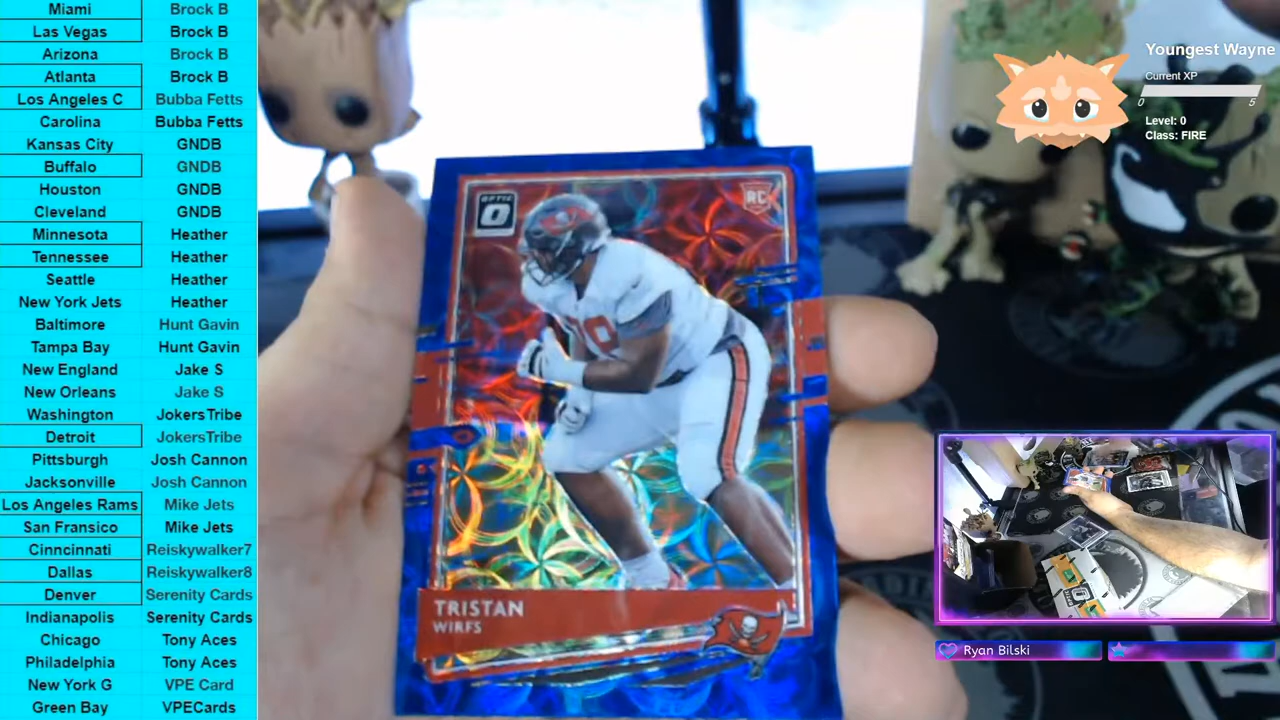 Miami Brock B
Las Vegas Brock B
Arizona Brock B
Atlanta Brock B
Los Angeles C Bubba Fetts
Carolina Bubba Fetts
Kansas City GNDB
Buffalo GNDB
Houston GNDB
Cleveland GNDB
Minnesota Heather
Tennessee Heather
Seattle Heather
New York Jets Heather
Baltimore Hunt Gavin
Tampa Bay Hunt Gavin
New England Jake S
New Orleans Jake S
Washington JokersTribe
Detroit JokersTribe
Pittsburgh Josh Cannon
Jacksonville Josh Cannon
Los Angeles Rams Mike Jets
San Fransico Mike Jets
Cinncinnati Reiskywalker7
Dallas Reiskywalker8
Denver Serenity Cards
Indianapolis Serenity Cards
Chicago Tony Aces
Philadelphia Tony Aces
New York G VPE Card
Green Bay VPECards
OPTIC
O
RC
TRISTAN
WIRFS
Youngest Wayne
Current XP
0 5
Level: 0
Class: FIRE
Ryan Bilski